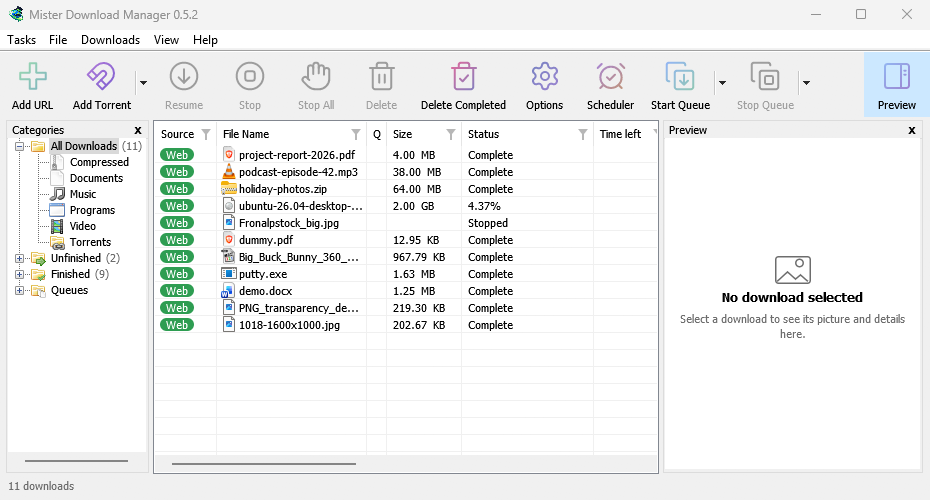 Mister Download Manager 0.5.2
Tasks File Downloads View Help
Add URL Add Torrent Resume Stop Stop All Delete Delete Completed Options Scheduler Start Queue Stop Queue Preview
Categories x
All Downloads (11)
Compressed
Documents
Music
Programs
Video
Torrents
Unfinished (2)
Finished (9)
Queues
Source File Name Q Size Status Time left
Web project-report-2026.pdf 4.00 MB Complete
Web podcast-episode-42.mp3 38.00 MB Complete
Web holiday-photos.zip 64.00 MB Complete
Web ubuntu-26.04-desktop-... 2.00 GB 4.37%
Web Fronalpstock_big.jpg Stopped
Web dummy.pdf 12.95 KB Complete
Web Big_Buck_Bunny_360_... 967.79 KB Complete
Web putty.exe 1.63 MB Complete
Web demo.docx 1.25 MB Complete
Web PNG_transparency_de... 219.30 KB Complete
Web 1018-1600x1000.jpg 202.67 KB Complete
Preview x
No download selected
Select a download to see its picture and details
here.
11 downloads